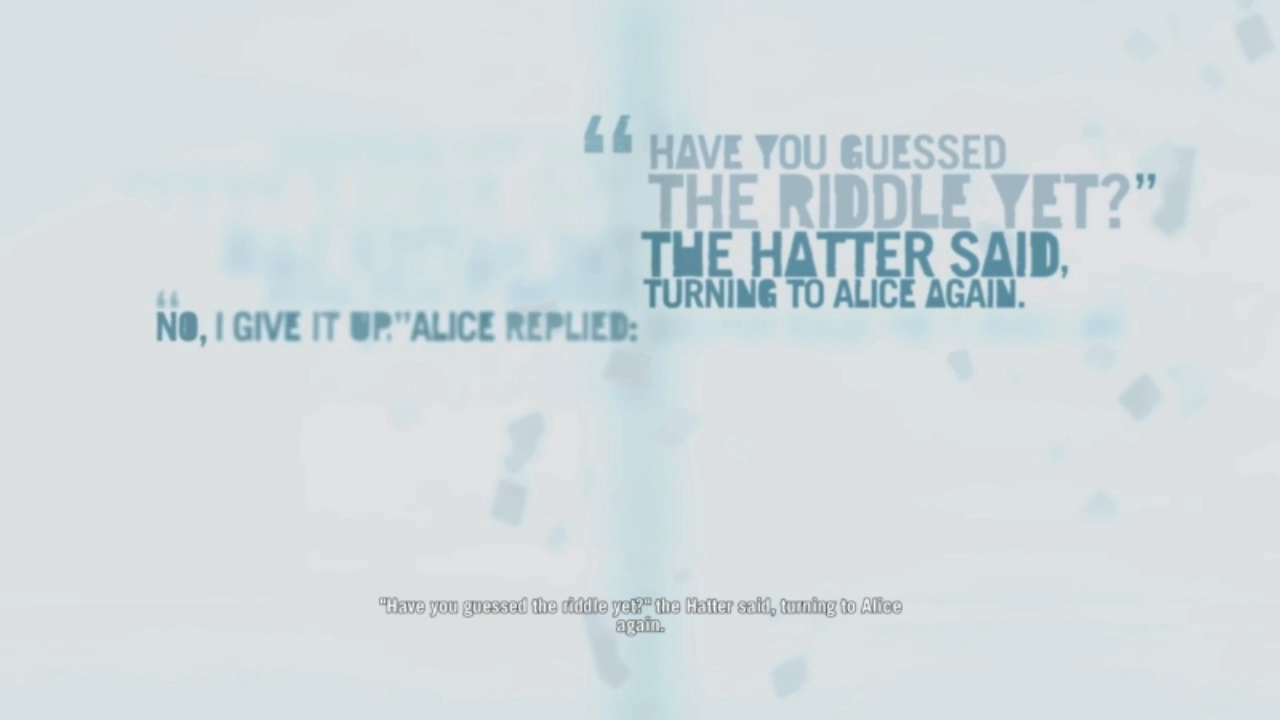 “HAVE YOU GUESSED
THE RIDDLE YET?”
THE HATTER SAID,
TURNING TO ALICE AGAIN.
“NO, I GIVE IT UP.” ALICE REPLIED:
"Have you guessed the riddle yet?" the Hatter said, turning to Alice
again.